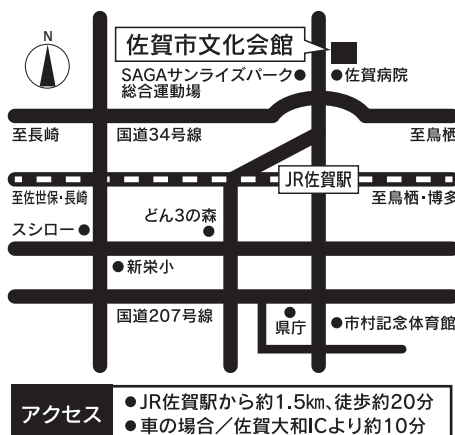 N
佐賀市文化会館
SAGAサンライズパーク
総合運動場
佐賀病院
至長崎
国道34号線
至鳥栖
JR佐賀駅
至佐世保・長崎
至鳥栖・博多
どん3の森
スシロー
新栄小
国道207号線
県庁
市村記念体育館
アクセス
●JR佐賀駅から約1.5km、徒歩約20分
●車の場合／佐賀大和ICより約10分